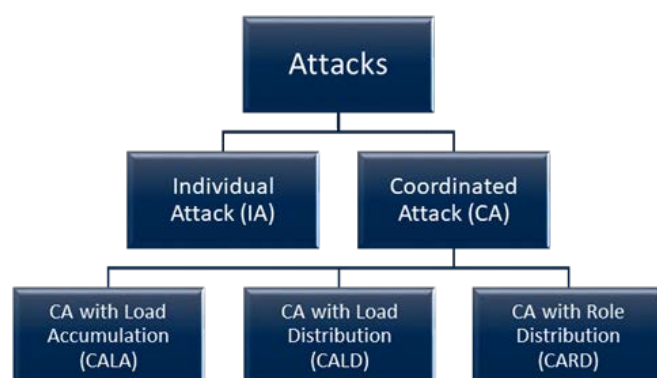 Attacks
Individual
Attack (IA)
Coordinated
Attack (CA)
CA with Load
Accumulation
(CALA)
CA with Load
Distribution
(CALD)
CA with Role
Distribution
(CARD)